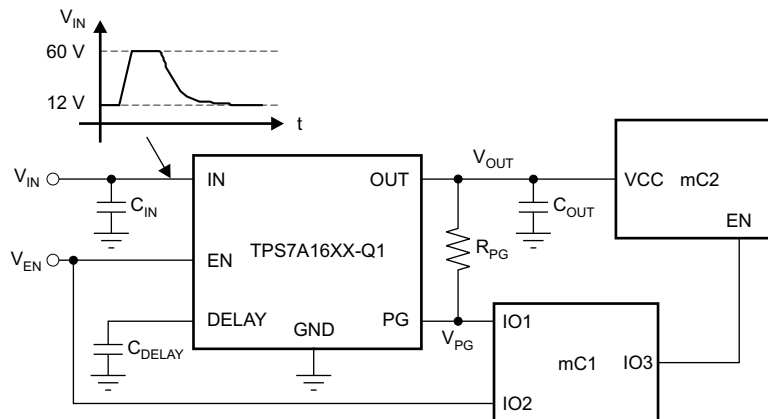 V_IN
60 V
12 V
t
V_IN
C_IN
V_EN
C_DELAY
IN
OUT
TPS7A16XX-Q1
EN
DELAY
GND
PG
V_OUT
C_OUT
R_PG
V_PG
VCC
mC2
EN
IO1
mC1
IO3
IO2